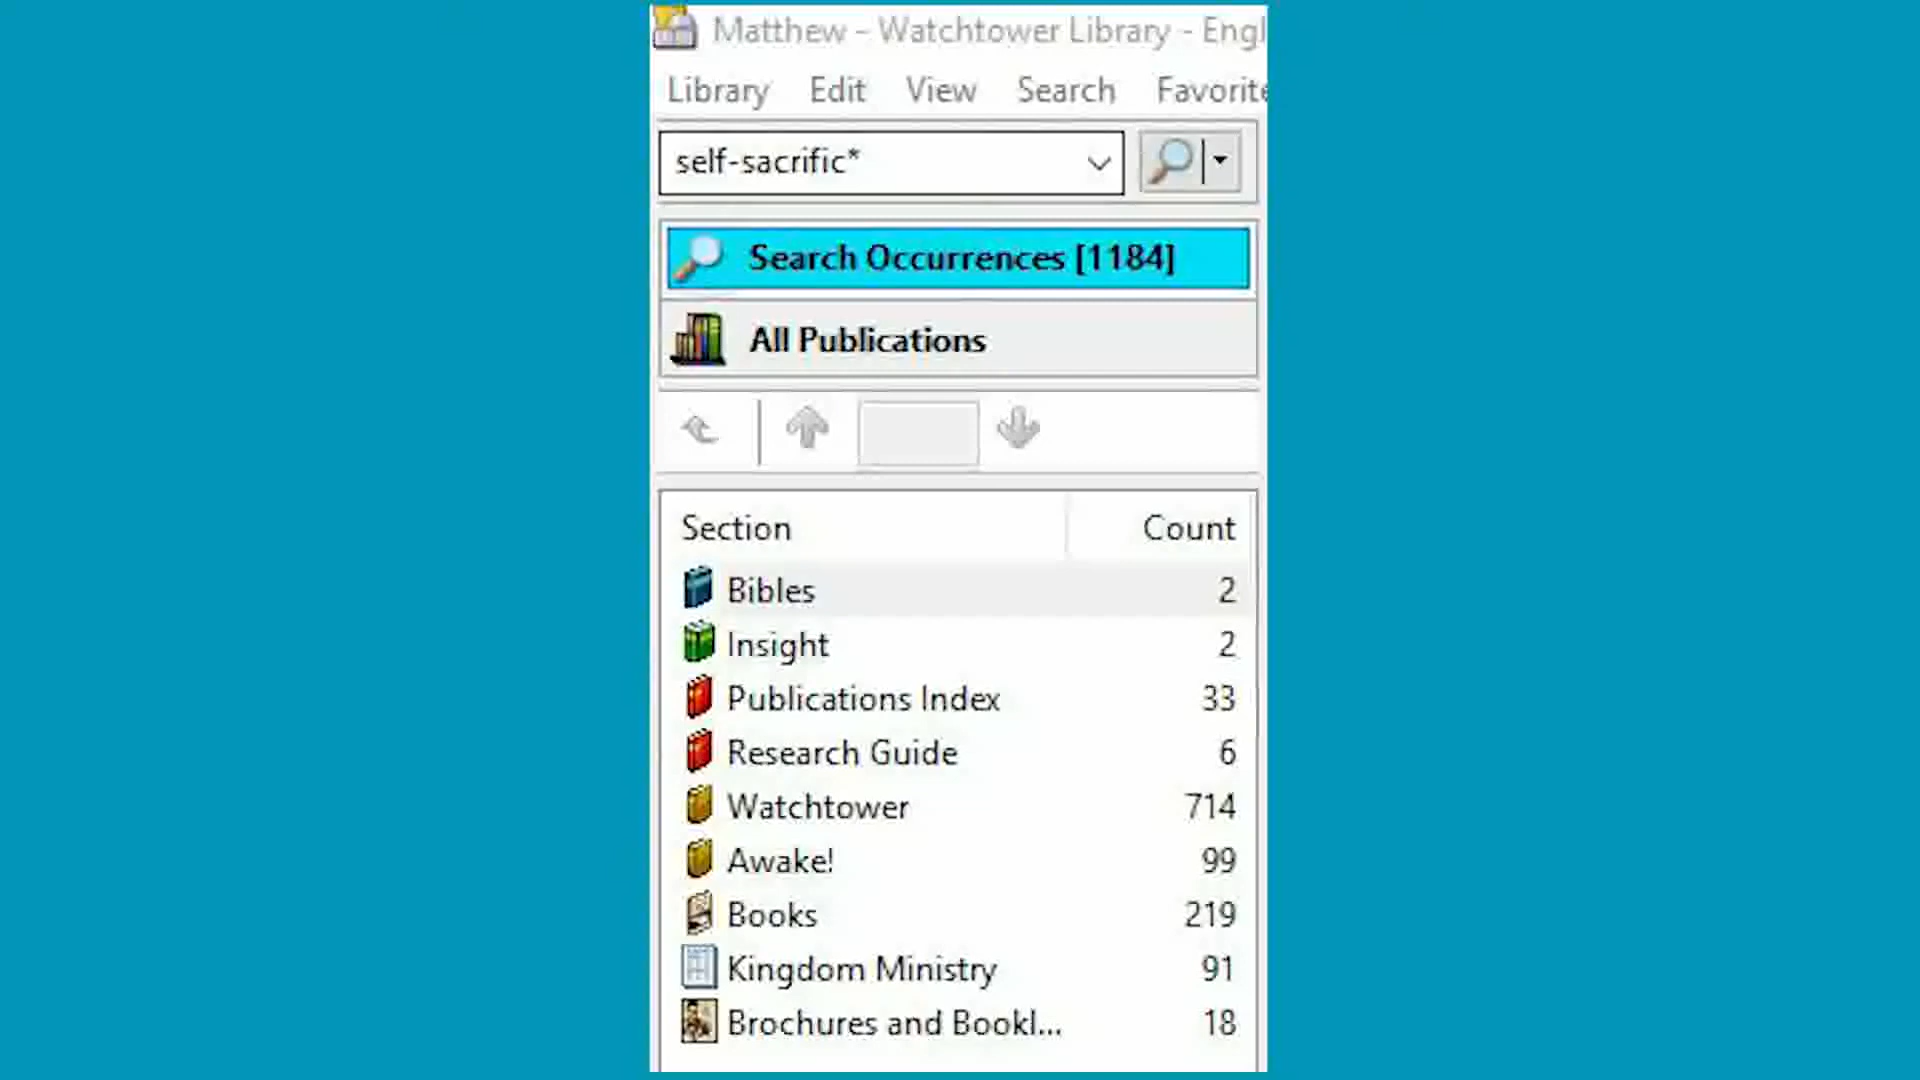 Matthew - Watchtower Library - Engl
Library Edit View Search Favorite
self-sacrific*
Search Occurrences [1184]
All Publications
Section Count
Bibles 2
Insight 2
Publications Index 33
Research Guide 6
Watchtower 714
Awake! 99
Books 219
Kingdom Ministry 91
Brochures and Bookl... 18